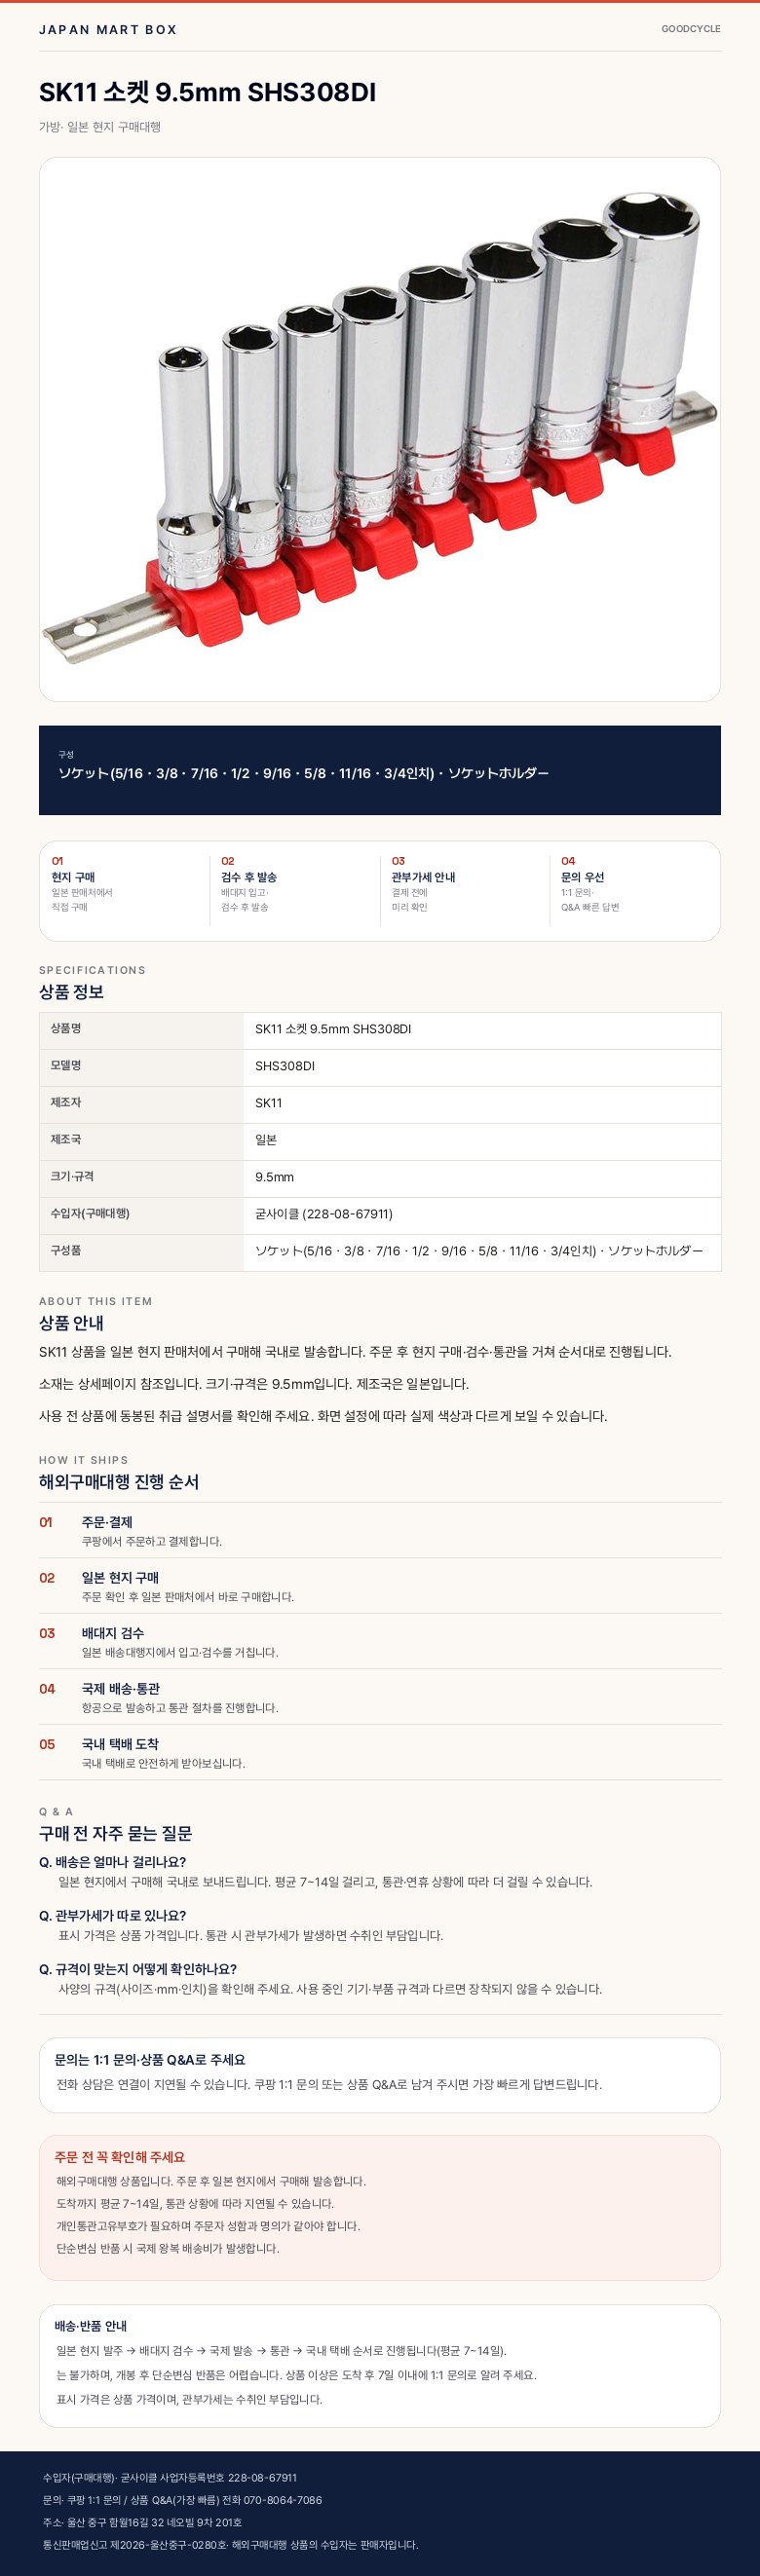 JAPAN MART BOX
GOODCYCLE
SK11 소켓 9.5mm SHS308DI
가방· 일본 현지 구매대행
구성
ソケット(5/16・3/8・7/16・1/2・9/16・5/8・11/16・3/4인치)・ソケットホルダー
01
현지 구매
일본 판매처에서
직접 구매
02
검수 후 발송
배대지 입고·
검수 후 발송
03
관부가세 안내
결제 전에
미리 확인
04
문의 우선
1:1 문의·
Q&A 빠른 답변
SPECIFICATIONS
상품 정보
상품명 SK11 소켓 9.5mm SHS308DI
모델명 SHS308DI
제조자 SK11
제조국 일본
크기·규격 9.5mm
수입자(구매대행) 굳사이클 (228-08-67911)
구성품 ソケット(5/16・3/8・7/16・1/2・9/16・5/8・11/16・3/4인치)・ソケットホルダー
ABOUT THIS ITEM
상품 안내
SK11 상품을 일본 현지 판매처에서 구매해 국내로 발송합니다. 주문 후 현지 구매·검수·통관을 거쳐 순서대로 진행됩니다.
소재는 상세페이지 참조입니다. 크기·규격은 9.5mm입니다. 제조국은 일본입니다.
사용 전 상품에 동봉된 취급 설명서를 확인해 주세요. 화면 설정에 따라 실제 색상과 다르게 보일 수 있습니다.
HOW IT SHIPS
해외구매대행 진행 순서
01 주문·결제
쿠팡에서 주문하고 결제합니다.
02 일본 현지 구매
주문 확인 후 일본 판매처에서 바로 구매합니다.
03 배대지 검수
일본 배송대행지에서 입고·검수를 거칩니다.
04 국제 배송·통관
항공으로 발송하고 통관 절차를 진행합니다.
05 국내 택배 도착
국내 택배로 안전하게 받아보십니다.
Q & A
구매 전 자주 묻는 질문
Q. 배송은 얼마나 걸리나요?
일본 현지에서 구매해 국내로 보내드립니다. 평균 7~14일 걸리고, 통관·연휴 상황에 따라 더 걸릴 수 있습니다.
Q. 관부가세가 따로 있나요?
표시 가격은 상품 가격입니다. 통관 시 관부가세가 발생하면 수취인 부담입니다.
Q. 규격이 맞는지 어떻게 확인하나요?
사양의 규격(사이즈·mm·인치)을 확인해 주세요. 사용 중인 기기·부품 규격과 다르면 장착되지 않을 수 있습니다.
문의는 1:1 문의·상품 Q&A로 주세요
전화 상담은 연결이 지연될 수 있습니다. 쿠팡 1:1 문의 또는 상품 Q&A로 남겨 주시면 가장 빠르게 답변드립니다.
주문 전 꼭 확인해 주세요
해외구매대행 상품입니다. 주문 후 일본 현지에서 구매해 발송합니다.
도착까지 평균 7~14일, 통관 상황에 따라 지연될 수 있습니다.
개인통관고유부호가 필요하며 주문자 성함과 명의가 같아야 합니다.
단순변심 반품 시 국제 왕복 배송비가 발생합니다.
배송·반품 안내
일본 현지 발주 → 배대지 검수 → 국제 발송 → 통관 → 국내 택배 순서로 진행됩니다(평균 7~14일).
는 불가하며, 개봉 후 단순변심 반품은 어렵습니다. 상품 이상은 도착 후 7일 이내에 1:1 문의로 알려 주세요.
표시 가격은 상품 가격이며, 관부가세는 수취인 부담입니다.
수입자(구매대행)· 굳사이클 사업자등록번호 228-08-67911
문의· 쿠팡 1:1 문의 / 상품 Q&A(가장 빠름) 전화 070-8064-7086
주소· 울산 중구 함월16길 32 네오빌 9차 201호
통신판매업신고 제2026-울산중구-0280호· 해외구매대행 상품의 수입자는 판매자입니다.